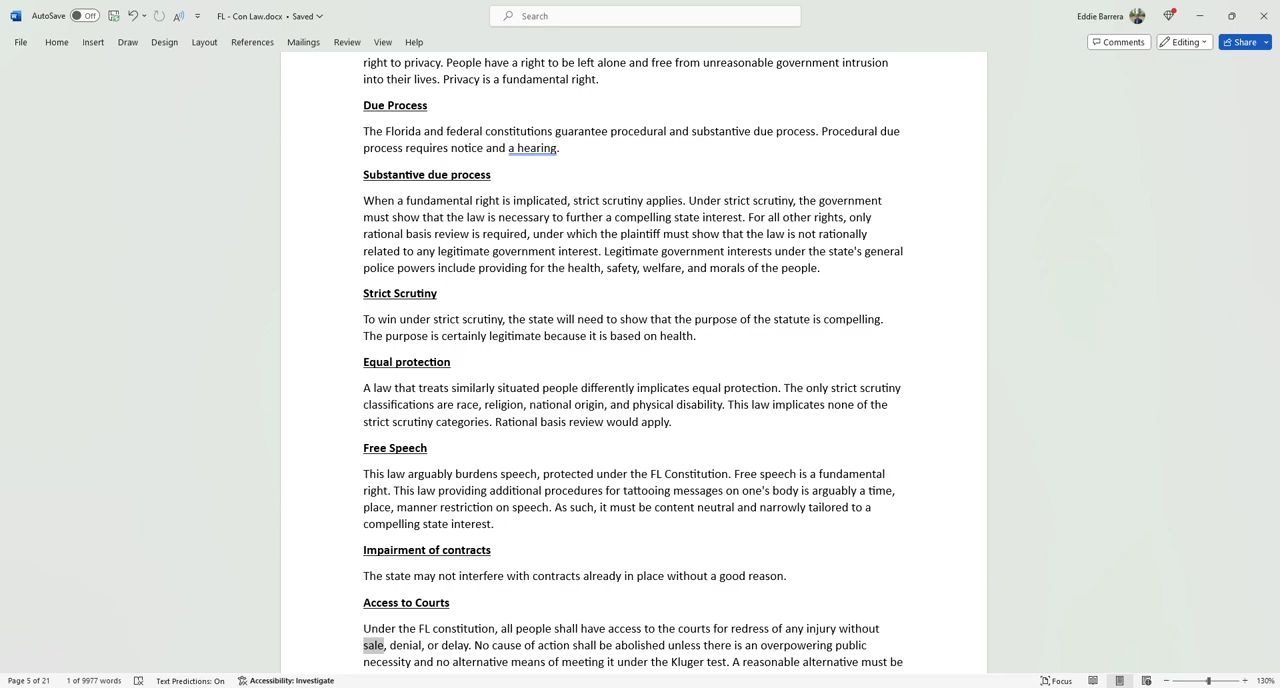 AutoSave Off FL - Con Law.docx • Saved Search Eddie Barrera
File Home Insert Draw Design Layout References Mailings Review View Help Comments Editing Share
right to privacy. People have a right to be left alone and free from unreasonable government intrusion
into their lives. Privacy is a fundamental right.
Due Process
The Florida and federal constitutions guarantee procedural and substantive due process. Procedural due
process requires notice and a hearing.
Substantive due process
When a fundamental right is implicated, strict scrutiny applies. Under strict scrutiny, the government
must show that the law is necessary to further a compelling state interest. For all other rights, only
rational basis review is required, under which the plaintiff must show that the law is not rationally
related to any legitimate government interest. Legitimate government interests under the state's general
police powers include providing for the health, safety, welfare, and morals of the people.
Strict Scrutiny
To win under strict scrutiny, the state will need to show that the purpose of the statute is compelling.
The purpose is certainly legitimate because it is based on health.
Equal protection
A law that treats similarly situated people differently implicates equal protection. The only strict scrutiny
classifications are race, religion, national origin, and physical disability. This law implicates none of the
strict scrutiny categories. Rational basis review would apply.
Free Speech
This law arguably burdens speech, protected under the FL Constitution. Free speech is a fundamental
right. This law providing additional procedures for tattooing messages on one's body is arguably a time,
place, manner restriction on speech. As such, it must be content neutral and narrowly tailored to a
compelling state interest.
Impairment of contracts
The state may not interfere with contracts already in place without a good reason.
Access to Courts
Under the FL constitution, all people shall have access to the courts for redress of any injury without
sale, denial, or delay. No cause of action shall be abolished unless there is an overpowering public
necessity and no alternative means of meeting it under the Kluger test. A reasonable alternative must be
Page 5 of 21 1 of 9977 words Text Predictions: On Accessibility: Investigate Focus 130%